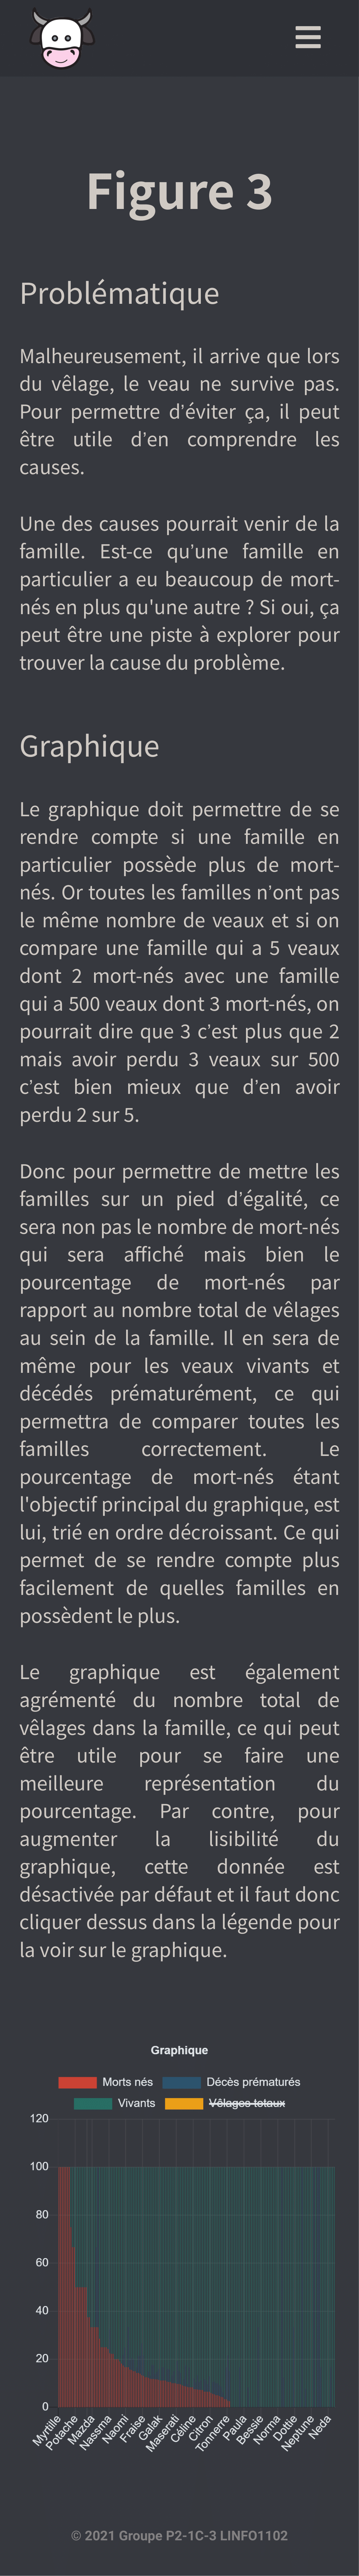 Figure 3
Problématique
Malheureusement, il arrive que lors
du vêlage, le veau ne survive pas.
Pour permettre d’éviter ça, il peut
être utile d’en comprendre les
causes.
Une des causes pourrait venir de la
famille. Est-ce qu’une famille en
particulier a eu beaucoup de mort-
nés en plus qu'une autre ? Si oui, ça
peut être une piste à explorer pour
trouver la cause du problème.
Graphique
Le graphique doit permettre de se
rendre compte si une famille en
particulier possède plus de mort-
nés. Or toutes les familles n’ont pas
le même nombre de veaux et si on
compare une famille qui a 5 veaux
dont 2 mort-nés avec une famille
qui a 500 veaux dont 3 mort-nés, on
pourrait dire que 3 c’est plus que 2
mais avoir perdu 3 veaux sur 500
c’est bien mieux que d’en avoir
perdu 2 sur 5.
Donc pour permettre de mettre les
familles sur un pied d’égalité, ce
sera non pas le nombre de mort-nés
qui sera affiché mais bien le
pourcentage de mort-nés par
rapport au nombre total de vêlages
au sein de la famille. Il en sera de
même pour les veaux vivants et
décédés prématurément, ce qui
permettra de comparer toutes les
familles correctement. Le
pourcentage de mort-nés étant
l'objectif principal du graphique, est
lui, trié en ordre décroissant. Ce qui
permet de se rendre compte plus
facilement de quelles familles en
possèdent le plus.
Le graphique est également
agrémenté du nombre total de
vêlages dans la famille, ce qui peut
être utile pour se faire une
meilleure représentation du
pourcentage. Par contre, pour
augmenter la lisibilité du
graphique, cette donnée est
désactivée par défaut et il faut donc
cliquer dessus dans la légende pour
la voir sur le graphique.
Graphique
Morts nés Décès prématurés
Vivants Vêlages totaux
120
100
80
60
40
20
0
Myrtille Potache Mazda Nassma Naomi Fraise Galak Maserati Céline Citron Tonnerre Paula Bessie Norma Dottie Neptune Neda
© 2021 Groupe P2-1C-3 LINFO1102